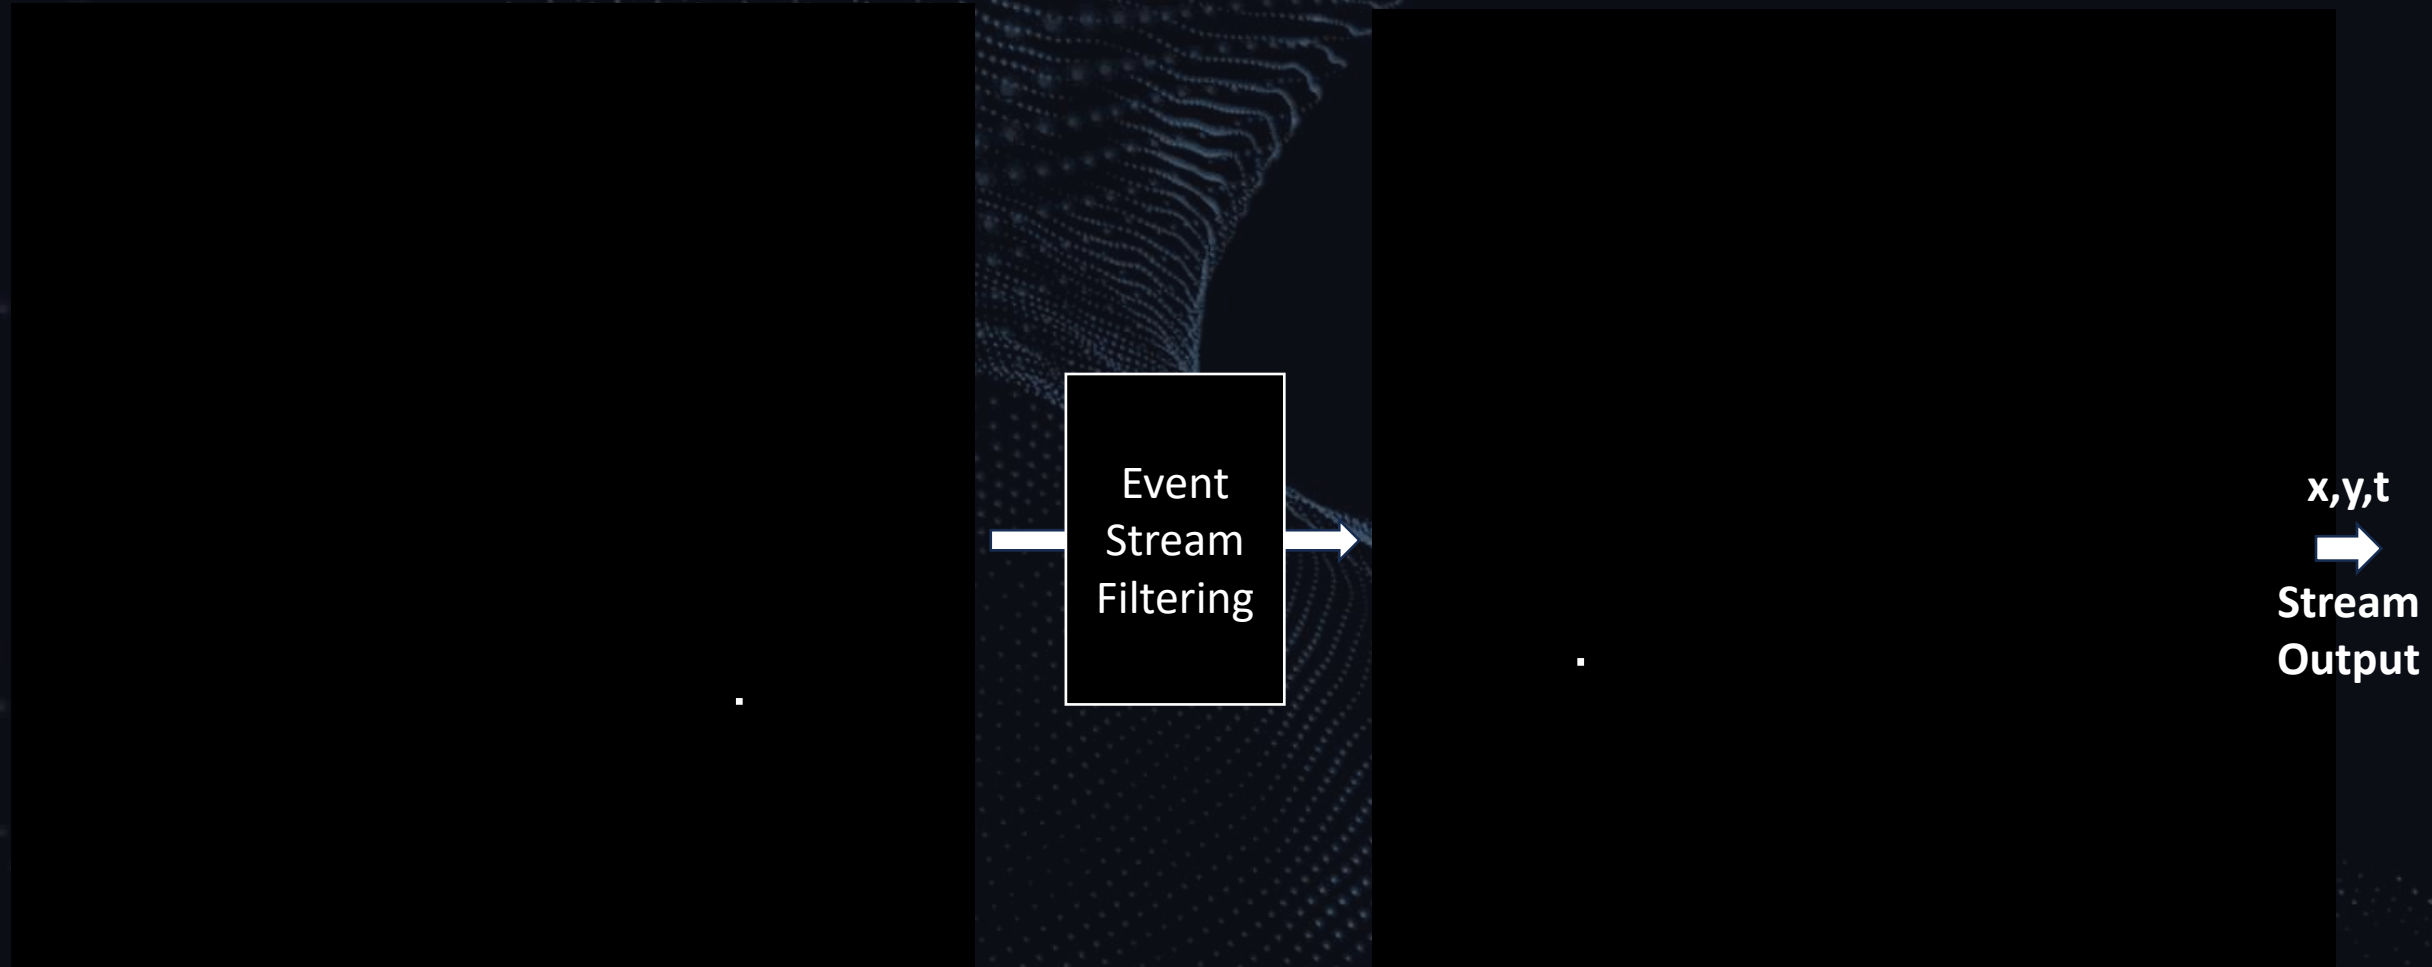 Event
Stream
Filtering
x,y,t
Stream
Output